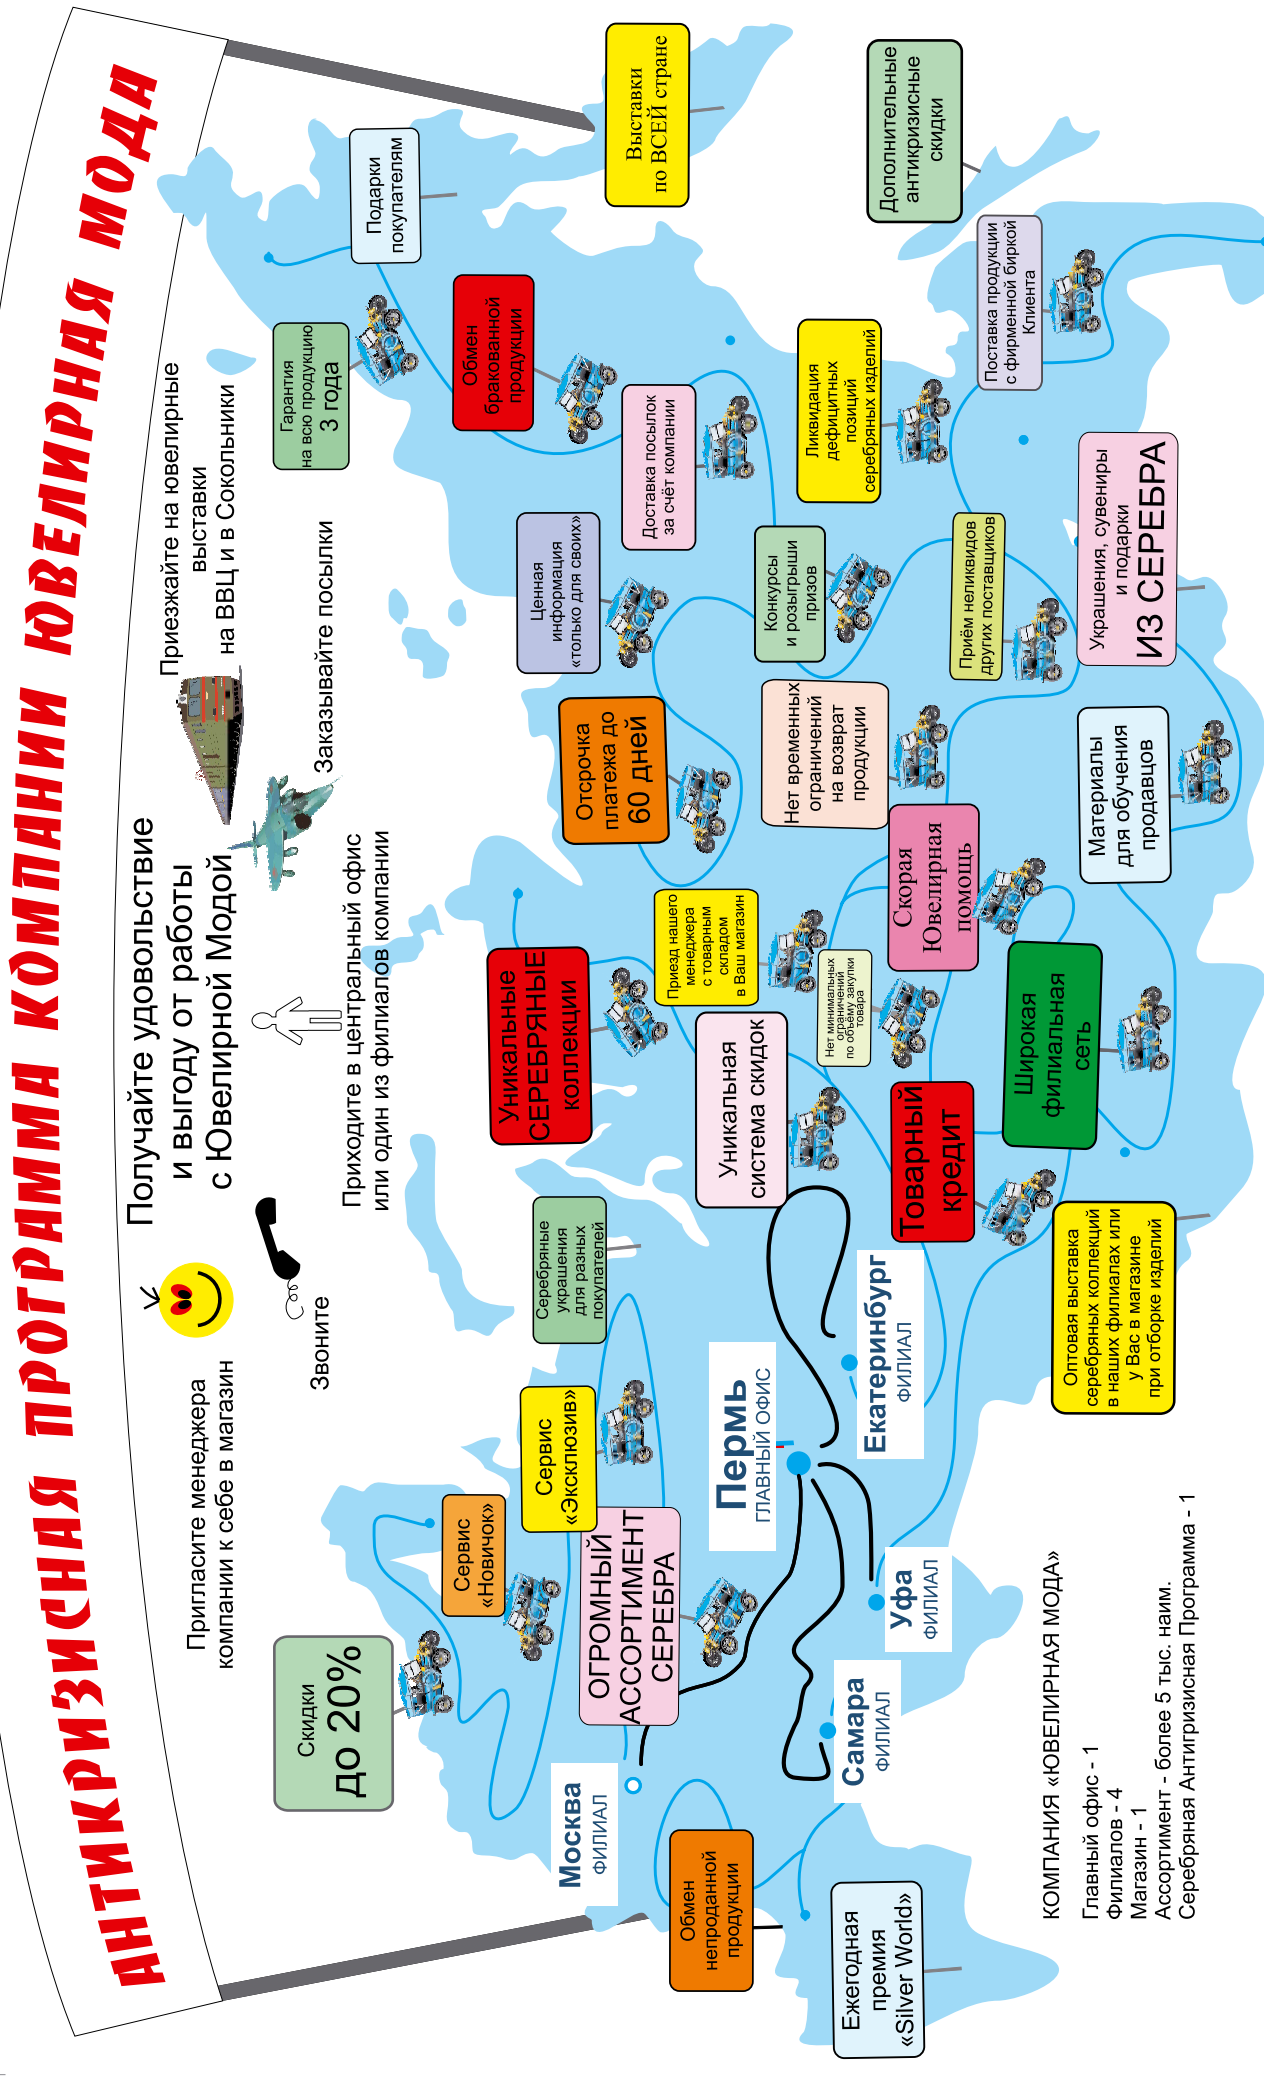 АНТИКРИЗИСНАЯ ПРОГРАММА КОМПАНИИ ЮВЕЛИРНАЯ МОДА
Пригласите менеджера
компании к себе в магазин
Звоните
Получайте удовольствие
и выгоду от работы
с Ювелирной Модой
Приходите в центральный офис
или один из филиалов компании
Заказывайте посылки
Приезжайте на ювелирные
выставки
на ВВЦ и в Сокольники
Скидки
до 20%
Сервис
«Новичок»
Сервис
«Эксклюзив»
ОГРОМНЫЙ
АССОРТИМЕНТ
СЕРЕБРА
Серебряные
украшения
для разных
покупателей
Уникальные
СЕРЕБРЯНЫЕ
коллекции
Отсрочка
платежа до
60 дней
Ценная
информация
«только для своих»
Доставка посылок
за счёт компании
Обмен
бракованной
продукции
Гарантия
на всю продукцию
3 года
Подарки
покупателям
Выставки
по ВСЕЙ стране
Дополнительные
антикризисные
скидки
Москва
ФИЛИАЛ
Обмен
непроданной
продукции
Ежегодная
премия
«Silver World»
Самара
ФИЛИАЛ
Уфа
ФИЛИАЛ
Пермь
ГЛАВНЫЙ ОФИС
Екатеринбург
ФИЛИАЛ
Уникальная
система скидок
Приезд нашего
менеджера
с товарным
складом
в Ваш магазин
Нет минимальных
ограничений
по объёму закупки
товара
Товарный
кредит
Скорая
Ювелирная
помощь
Нет временных
ограничений
на возврат
продукции
Конкурсы
и розыгрыши
призов
Ликвидация
дефицитных
позиций
серебряных изделий
Поставка продукции
с фирменной биркой
Клиента
Приём неликвидов
других поставщиков
Украшения, сувениры
и подарки
ИЗ СЕРЕБРА
Материалы
для обучения
продавцов
Широкая
филиальная
сеть
Оптовая выставка
серебряных коллекций
в наших филиалах или
у Вас в магазине
при отборке изделий
КОМПАНИЯ «ЮВЕЛИРНАЯ МОДА»
Главный офис - 1
Филиалов - 4
Магазин - 1
Ассортимент - более 5 тыс. наим.
Серебряная Антигризисная Программа - 1